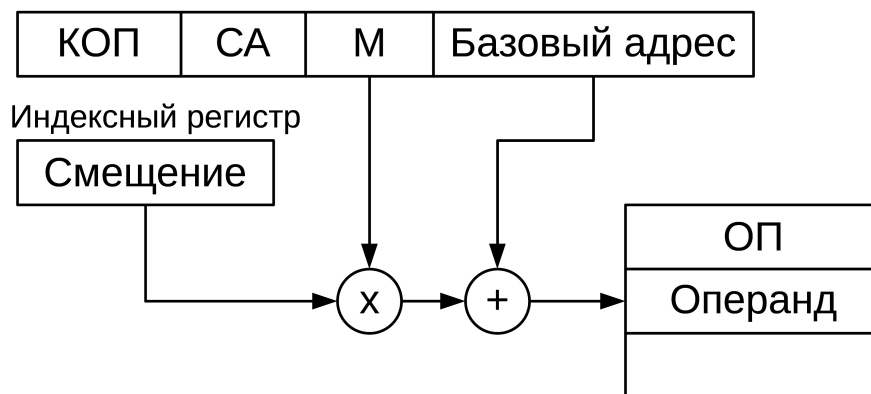 КОП СА М Базовый адрес
Индексный регистр
Смещение
ОП
x + Операнд